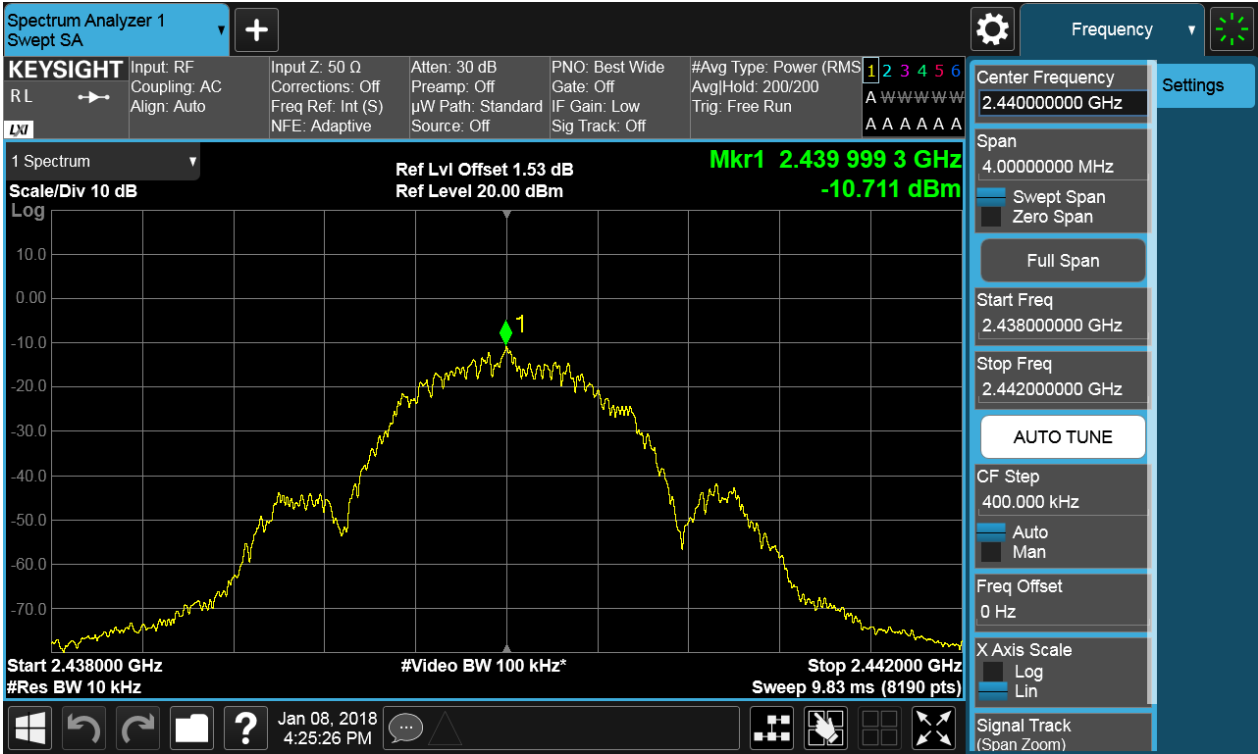 Spectrum Analyzer 1
Swept SA
+
Frequency
KEYSIGHT
R L
LXI
Input: RF
Coupling: AC
Align: Auto
Input Z: 50 Ω
Corrections: Off
Freq Ref: Int (S)
NFE: Adaptive
Atten: 30 dB
Preamp: Off
µW Path: Standard
Source: Off
PNO: Best Wide
Gate: Off
IF Gain: Low
Sig Track: Off
#Avg Type: Power (RMS
Avg|Hold: 200/200
Trig: Free Run
1 2 3 4 5 6
A W W W W W
A A A A A A
1 Spectrum
Scale/Div 10 dB
Log
Ref Lvl Offset 1.53 dB
Ref Level 20.00 dBm
Mkr1 2.439 999 3 GHz
-10.711 dBm
10.0
0.00
-10.0
-20.0
-30.0
-40.0
-50.0
-60.0
-70.0
1
Start 2.438000 GHz
#Res BW 10 kHz
#Video BW 100 kHz*
Stop 2.442000 GHz
Sweep 9.83 ms (8190 pts)
Center Frequency
2.440000000 GHz
Span
4.00000000 MHz
Swept Span
Zero Span
Full Span
Start Freq
2.438000000 GHz
Stop Freq
2.442000000 GHz
AUTO TUNE
CF Step
400.000 kHz
Auto
Man
Freq Offset
0 Hz
X Axis Scale
Log
Lin
Signal Track
(Span Zoom)
Settings
?
Jan 08, 2018
4:25:26 PM